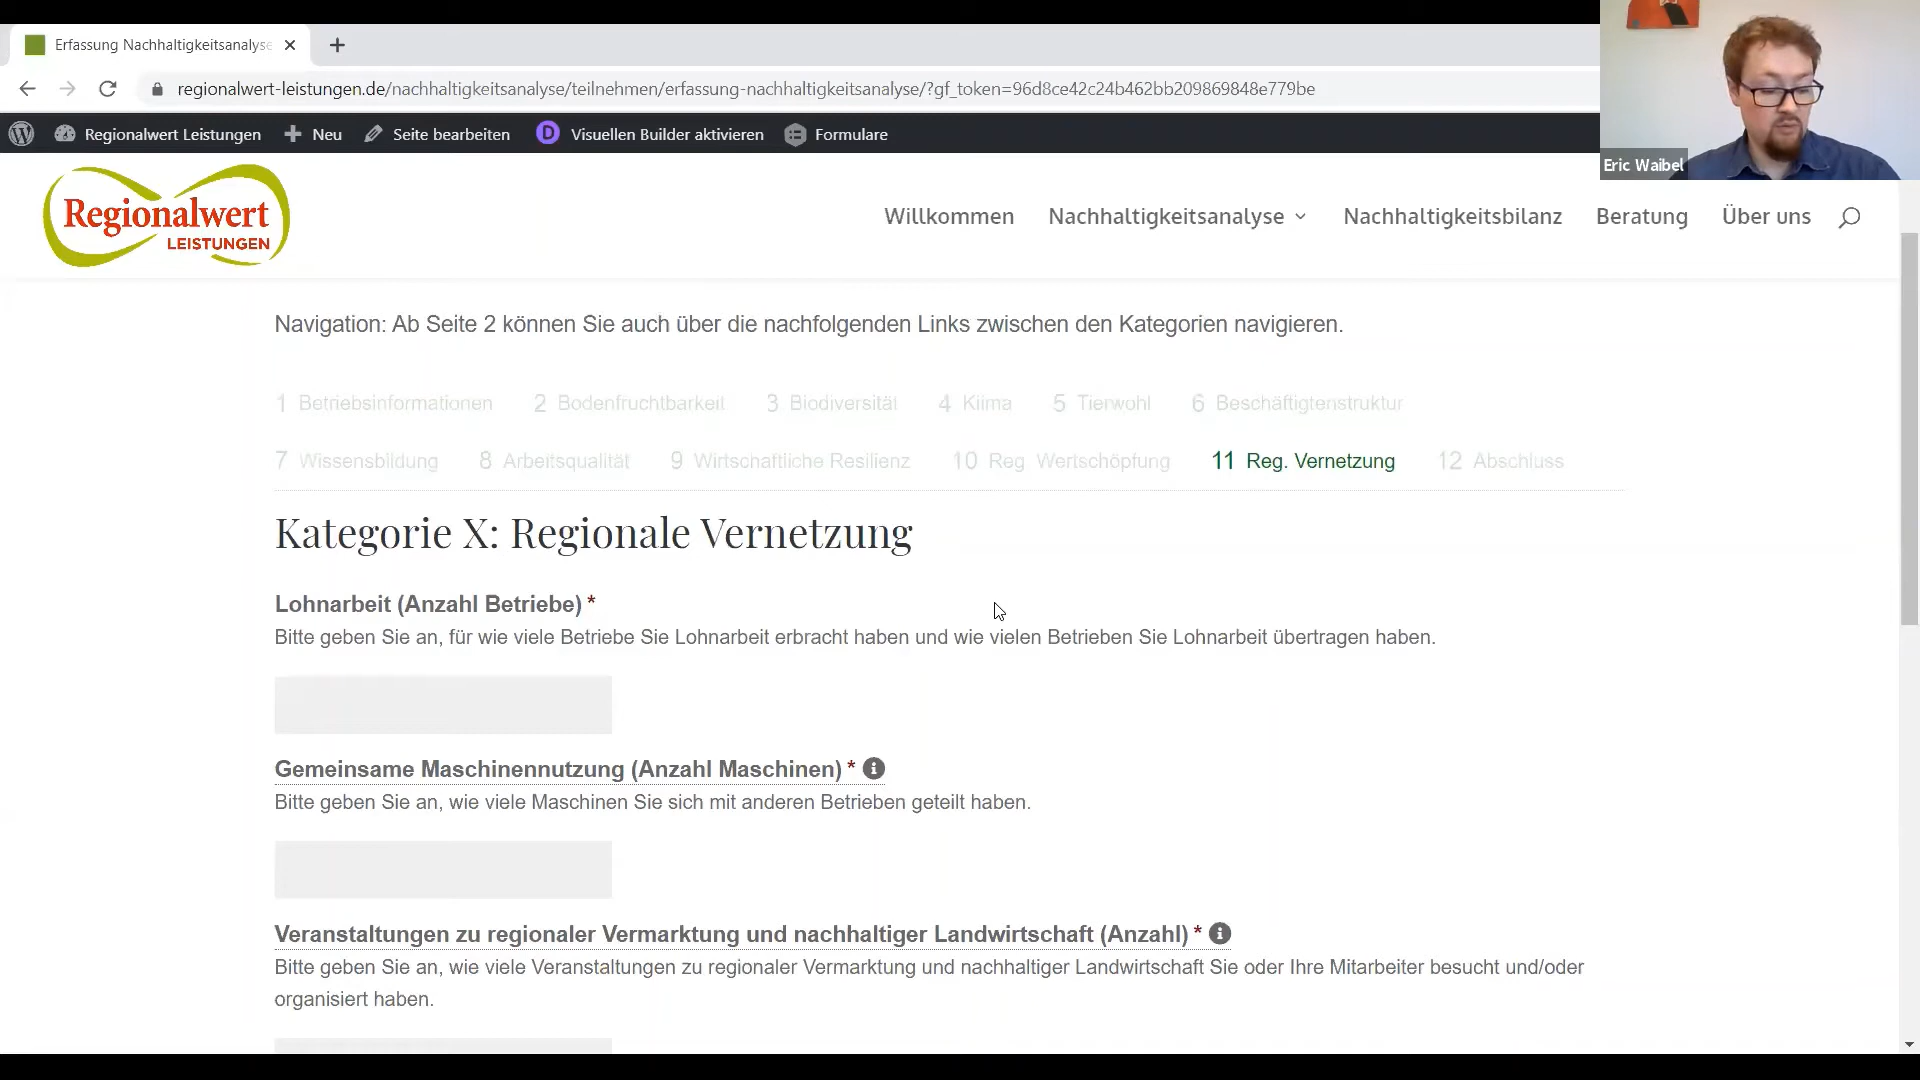 Erfassung Nachhaltigkeitsanalyse
regionalwert-leistungen.de/nachhaltigkeitsanalyse/teilnehmen/erfassung-nachhaltigkeitsanalyse/?gf_token=96d8ce42c24b462bb209869848e779be
Regionalwert Leistungen Neu Seite bearbeiten D Visuellen Builder aktivieren Formulare
Eric Waibel
Regionalwert
LEISTUNGEN
Willkommen Nachhaltigkeitsanalyse Nachhaltigkeitsbilanz Beratung Über uns
Navigation: Ab Seite 2 können Sie auch über die nachfolgenden Links zwischen den Kategorien navigieren.
1 Betriebsinformationen 2 Bodenfruchtbarkeit 3 Biodiversität 4 Klima 5 Tierwohl 6 Beschäftigtenstruktur
7 Wissensbildung 8 Arbeitsqualität 9 Wirtschaftliche Resilienz 10 Reg. Wertschöpfung 11 Reg. Vernetzung 12 Abschluss
Kategorie X: Regionale Vernetzung
Lohnarbeit (Anzahl Betriebe) *
Bitte geben Sie an, für wie viele Betriebe Sie Lohnarbeit erbracht haben und wie vielen Betrieben Sie Lohnarbeit übertragen haben.
Gemeinsame Maschinennutzung (Anzahl Maschinen) *
Bitte geben Sie an, wie viele Maschinen Sie sich mit anderen Betrieben geteilt haben.
Veranstaltungen zu regionaler Vermarktung und nachhaltiger Landwirtschaft (Anzahl) *
Bitte geben Sie an, wie viele Veranstaltungen zu regionaler Vermarktung und nachhaltiger Landwirtschaft Sie oder Ihre Mitarbeiter besucht und/oder
organisiert haben.